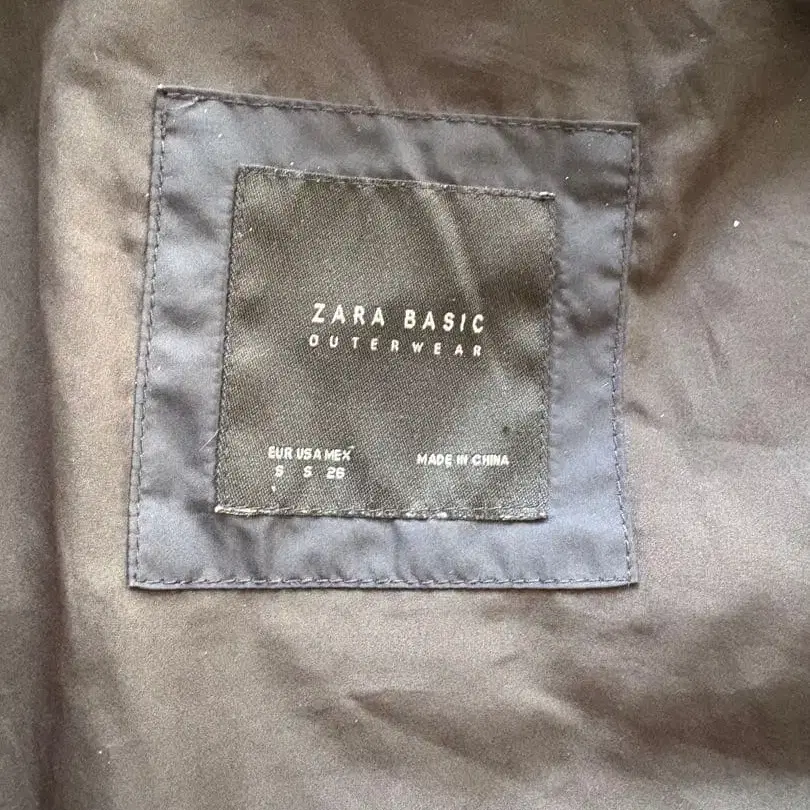 ZARA BASIC
OUTERWEAR
EUR USA MEX
S S 26
MADE IN CHINA